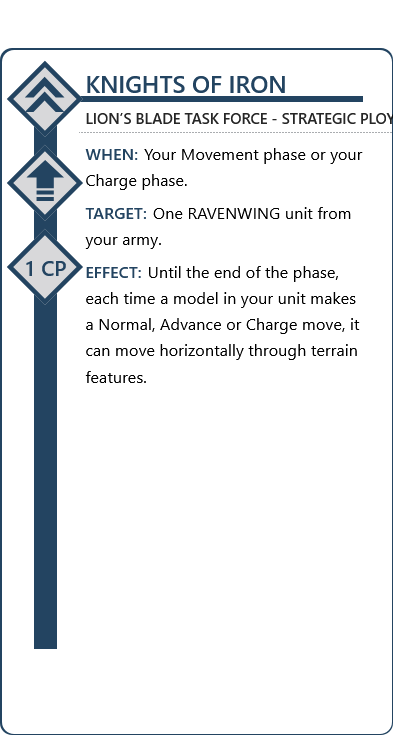 KNIGHTS OF IRON
LION'S BLADE TASK FORCE - STRATEGIC PLOY
WHEN: Your Movement phase or your
Charge phase.
TARGET: One RAVENWING unit from
your army.
1 CP
EFFECT: Until the end of the phase,
each time a model in your unit makes
a Normal, Advance or Charge move, it
can move horizontally through terrain
features.